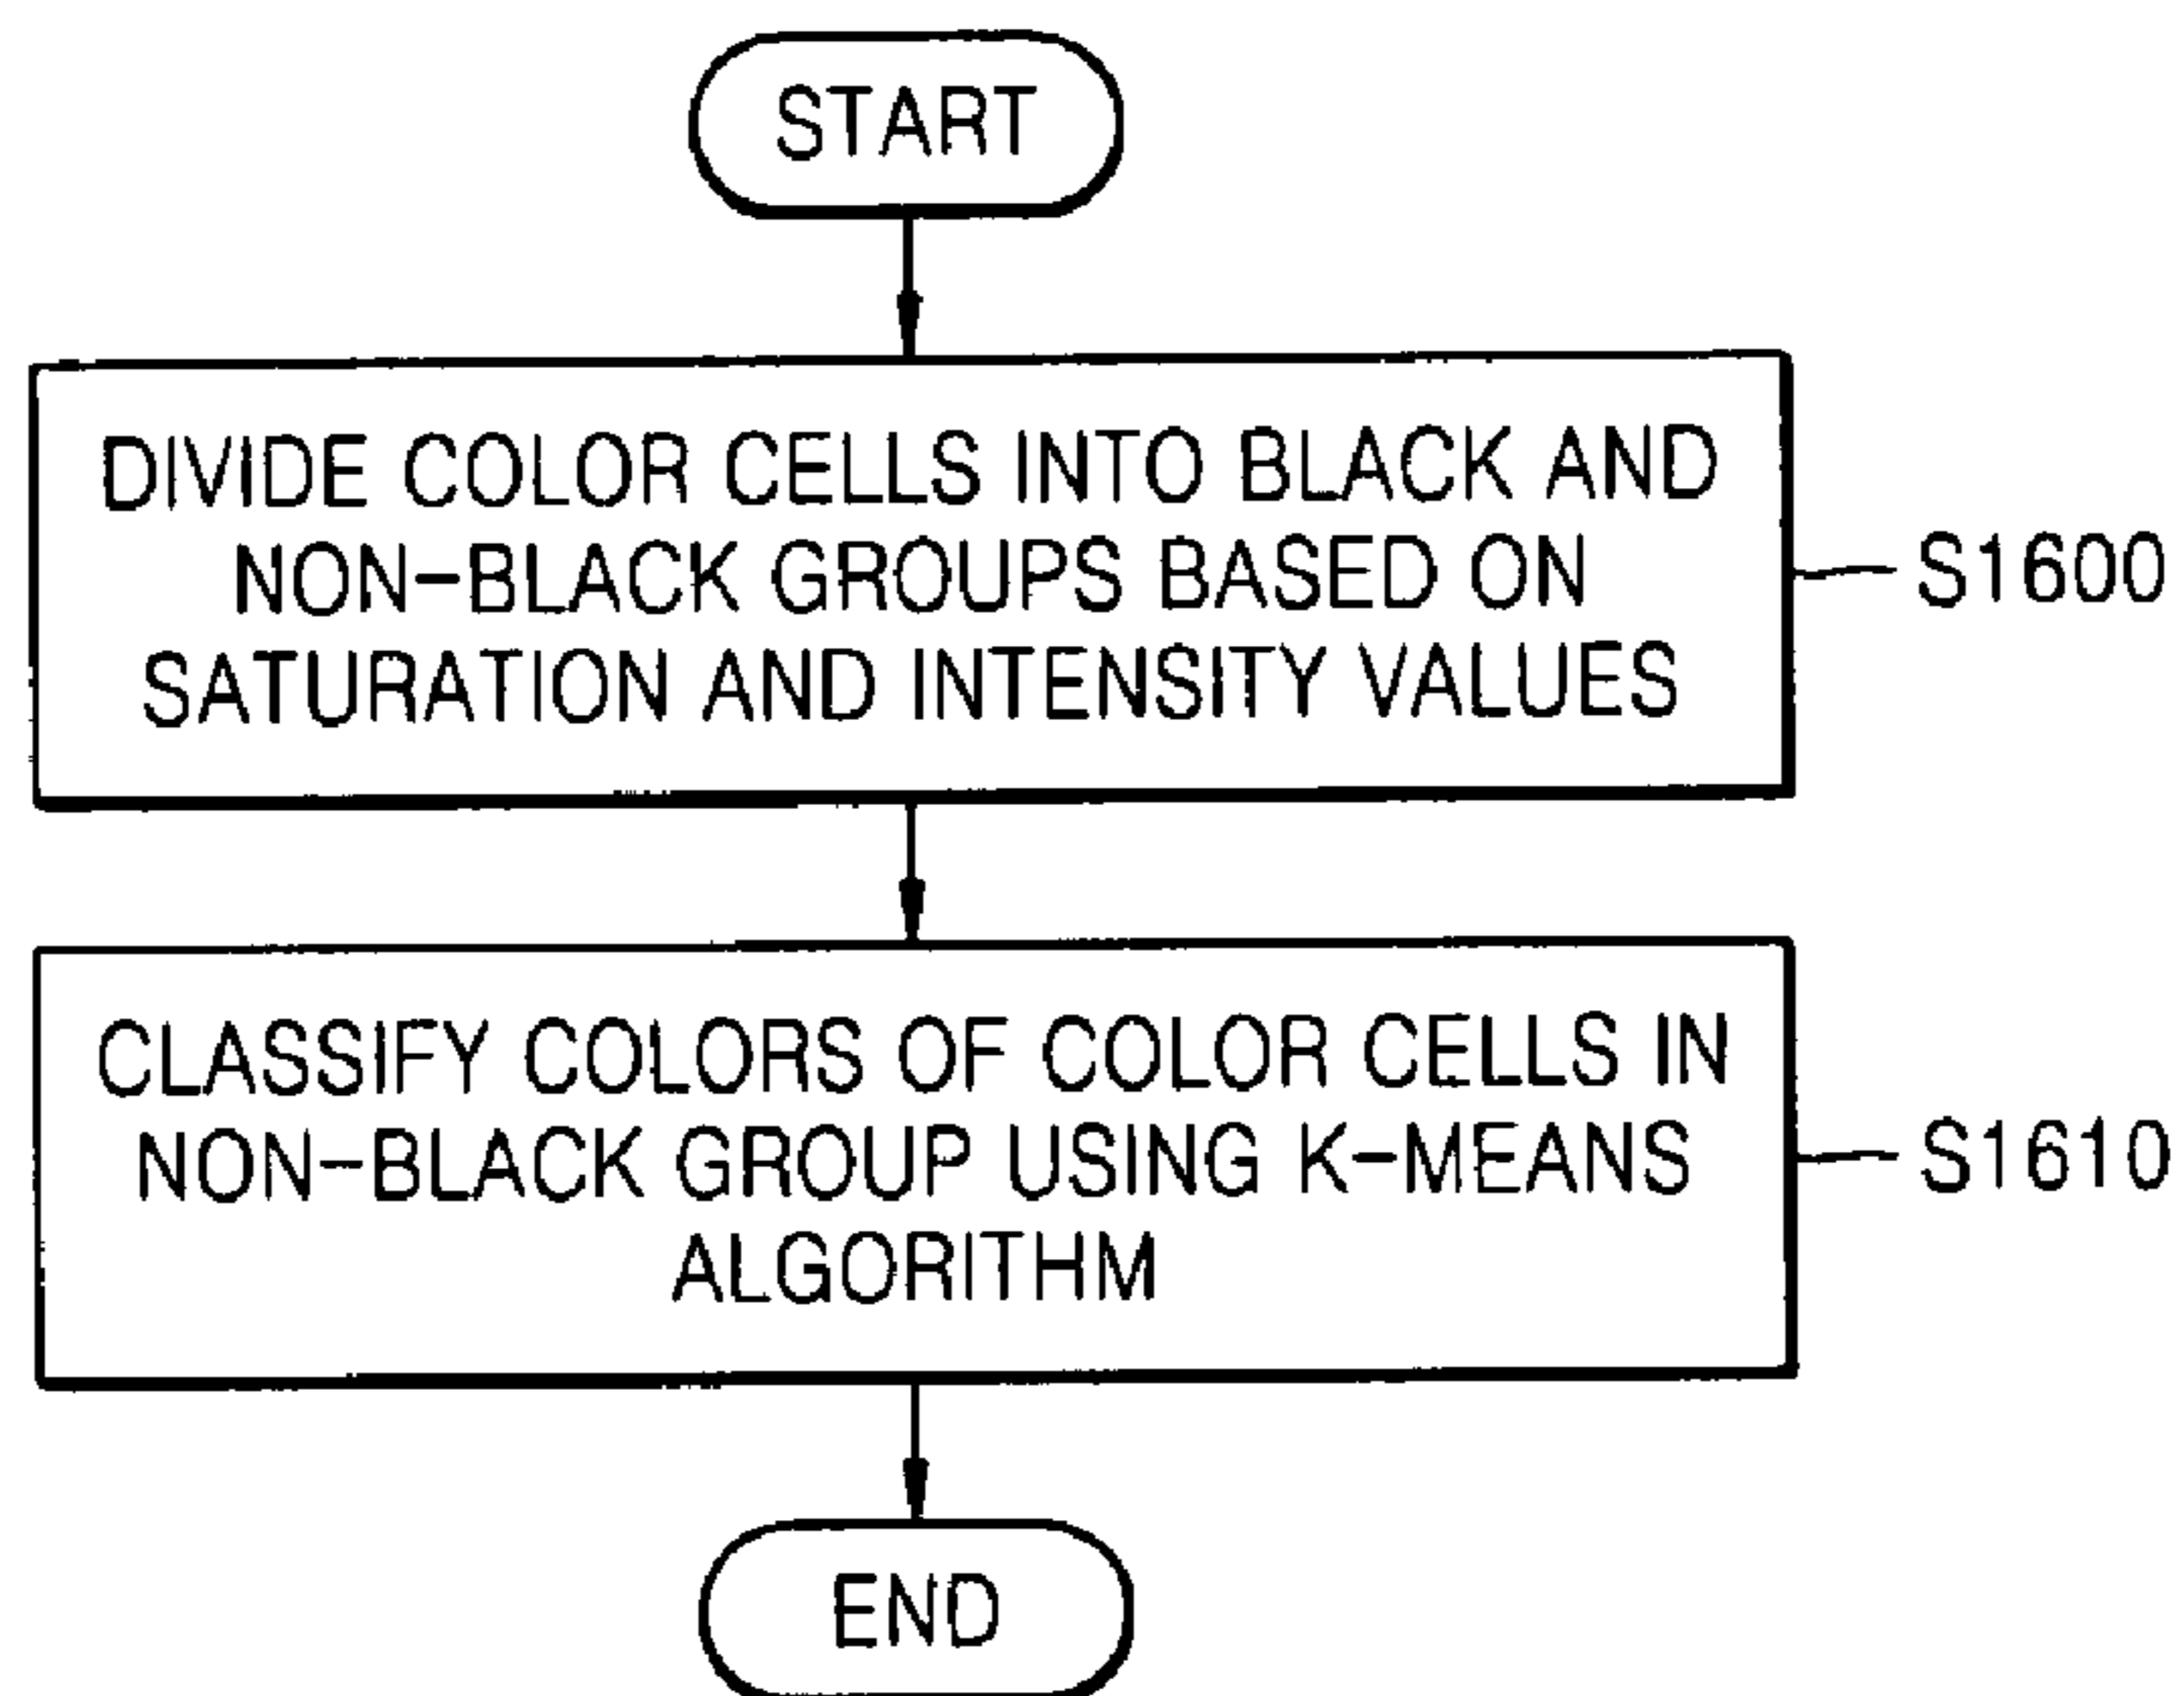 START
DIVIDE COLOR CELLS INTO BLACK AND
NON-BLACK GROUPS BASED ON
SATURATION AND INTENSITY VALUES
S1600
CLASSIFY COLORS OF COLOR CELLS IN
NON-BLACK GROUP USING K-MEANS
ALGORITHM
S1610
END